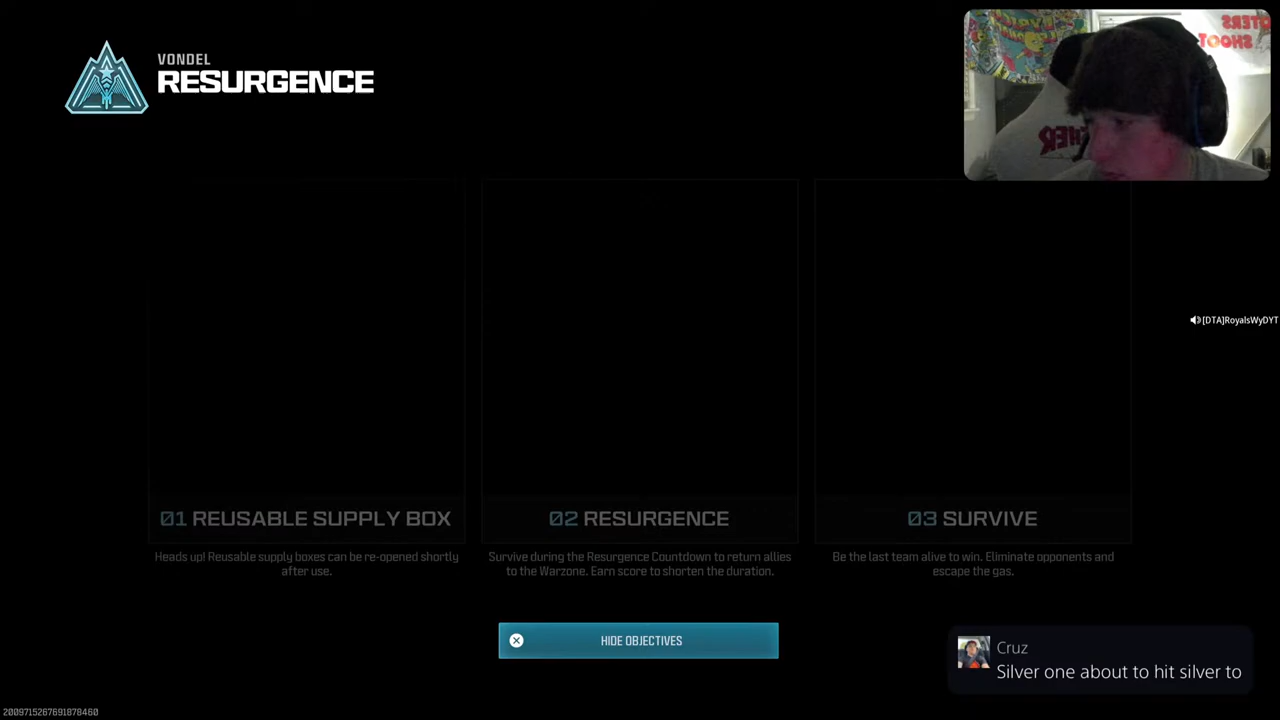 VONDEL
RESURGENCE
OTERS
SHOOT
[DTA]RoyalsWyDYT
01 REUSABLE SUPPLY BOX
02 RESURGENCE
03 SURVIVE
Heads up! Reusable supply boxes can be re-opened shortly
after use.
Survive during the Resurgence Countdown to return allies
to the Warzone. Earn score to shorten the duration.
Be the last team alive to win. Eliminate opponents and
escape the gas.
HIDE OBJECTIVES
Cruz
Silver one about to hit silver to
2009715267691878460